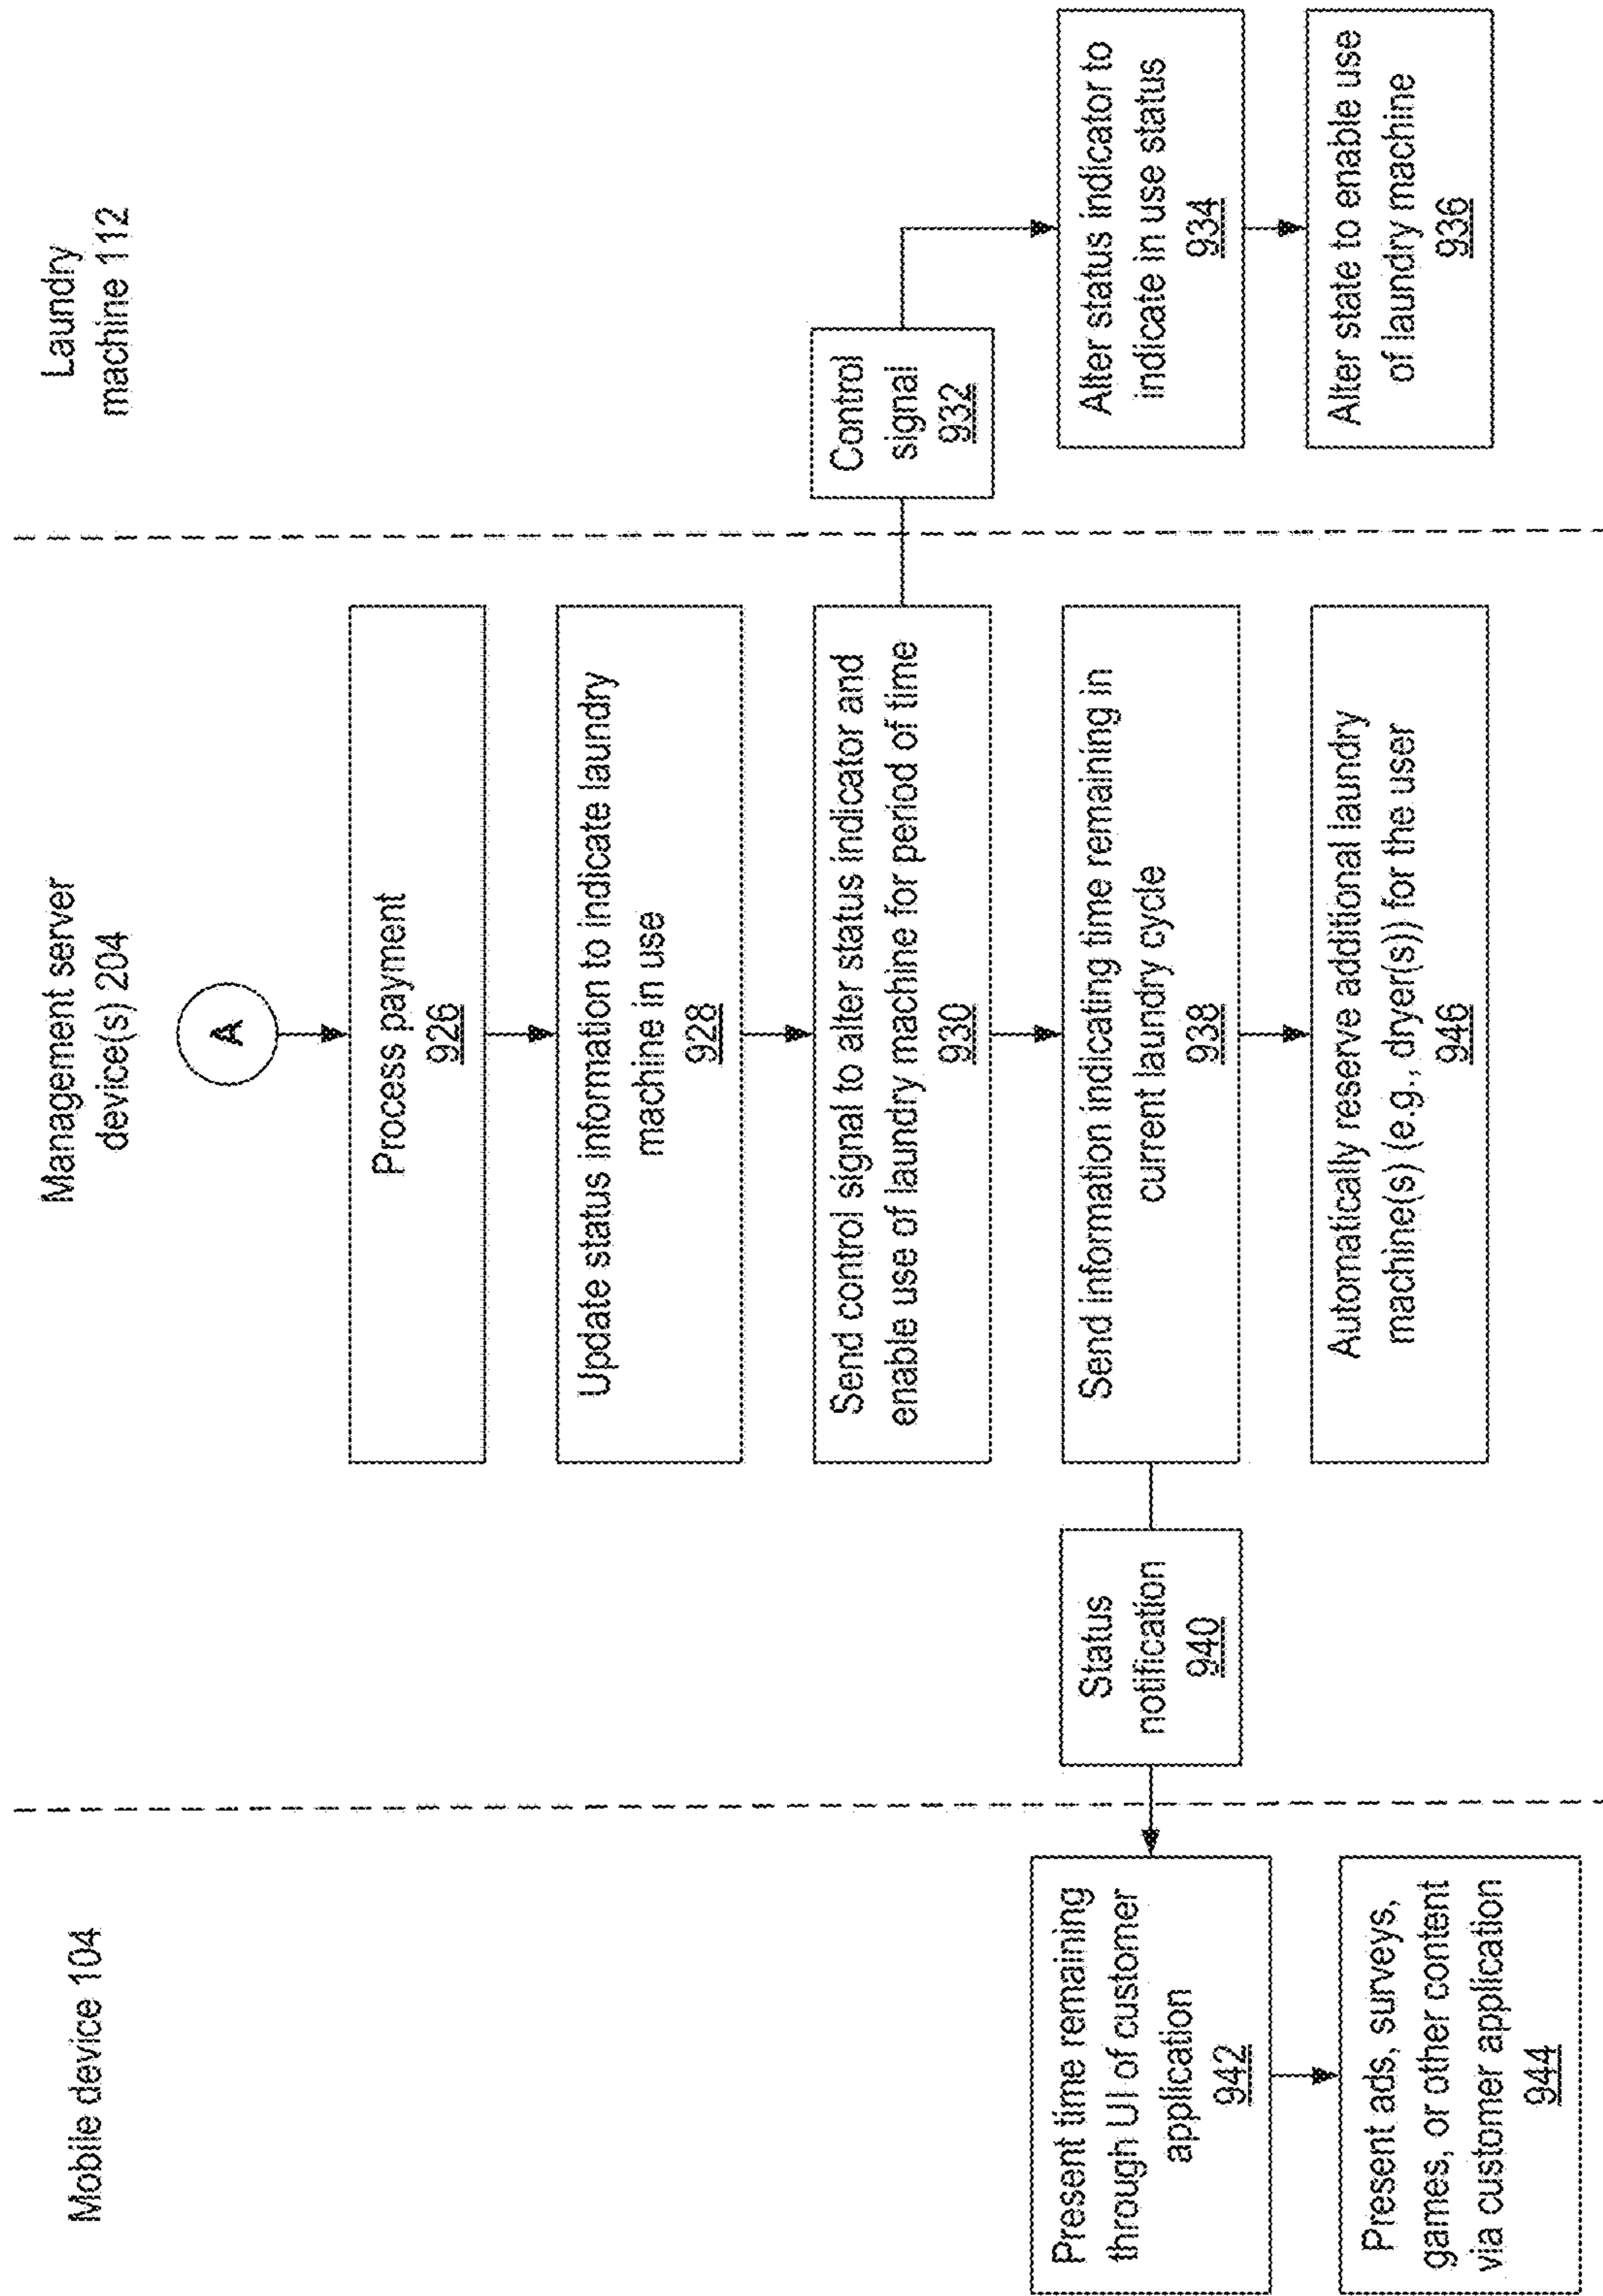 Mobile device 104
Management server
device(s) 204
Laundry
machine 112
A
Process payment
926
Update status information to indicate laundry
machine in use
928
Send control signal to alter status indicator and
enable use of laundry machine for period of time
930
Control
signal
932
Alter status indicator to
indicate in use status
934
Alter state to enable use
of laundry machine
936
Send information indicating time remaining in
current laundry cycle
938
Status
notification
940
Present time remaining
through UI of customer
application
942
Present ads, surveys,
games, or other content
via customer application
944
Automatically reserve additional laundry
machine(s) (e.g., dryer(s)) for the user
946